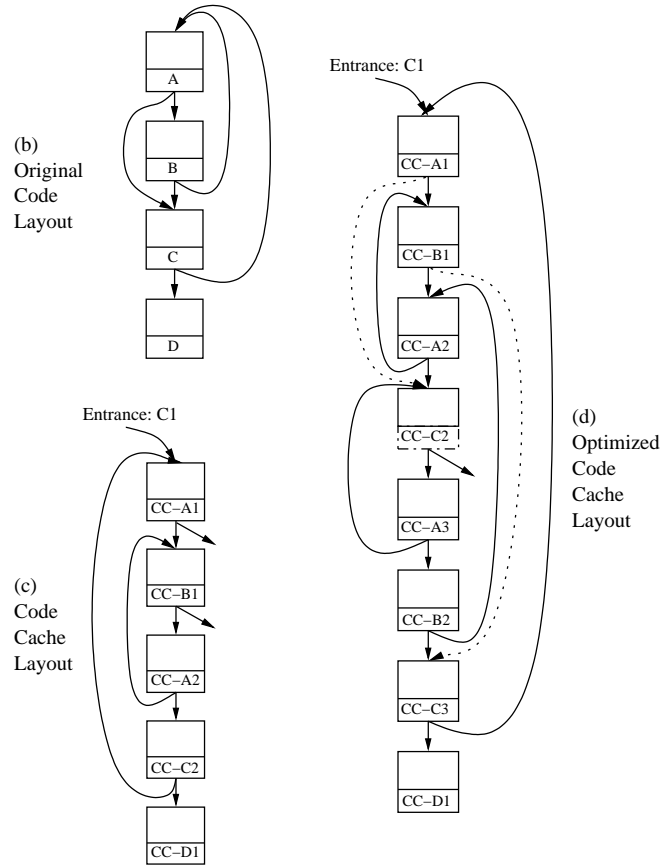 A
B
C
D
(b)
Original
Code
Layout
Entrance: C1
CC-A1
CC-B1
CC-A2
CC-C2
CC-D1
(c)
Code
Cache
Layout
Entrance: C1
CC-A1
CC-B1
CC-A2
CC-C2
CC-A3
CC-B2
CC-C3
CC-D1
(d)
Optimized
Code
Cache
Layout